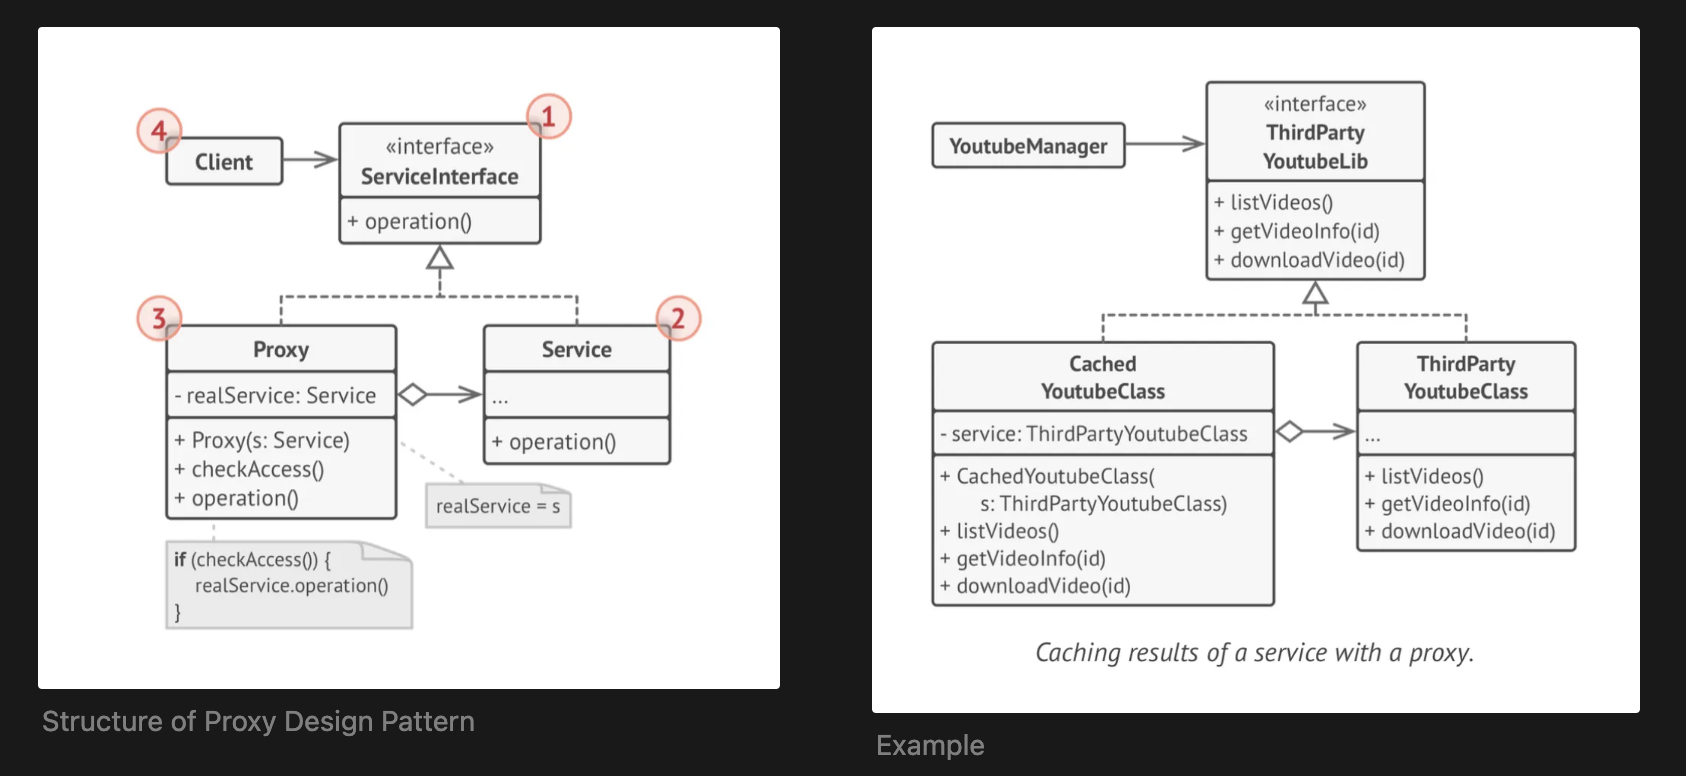 4
Client
1
«interface»
ServiceInterface
+ operation()
3
Proxy
- realService: Service
+ Proxy(s: Service)
+ checkAccess()
+ operation()
2
Service
...
+ operation()
realService = s
if (checkAccess()) {
realService.operation()
}
Structure of Proxy Design Pattern
YoutubeManager
«interface»
ThirdParty
YoutubeLib
+ listVideos()
+ getVideoInfo(id)
+ downloadVideo(id)
Cached
YoutubeClass
- service: ThirdPartyYoutubeClass
+ CachedYoutubeClass(
s: ThirdPartyYoutubeClass)
+ listVideos()
+ getVideoInfo(id)
+ downloadVideo(id)
ThirdParty
YoutubeClass
...
+ listVideos()
+ getVideoInfo(id)
+ downloadVideo(id)
Caching results of a service with a proxy.
Example